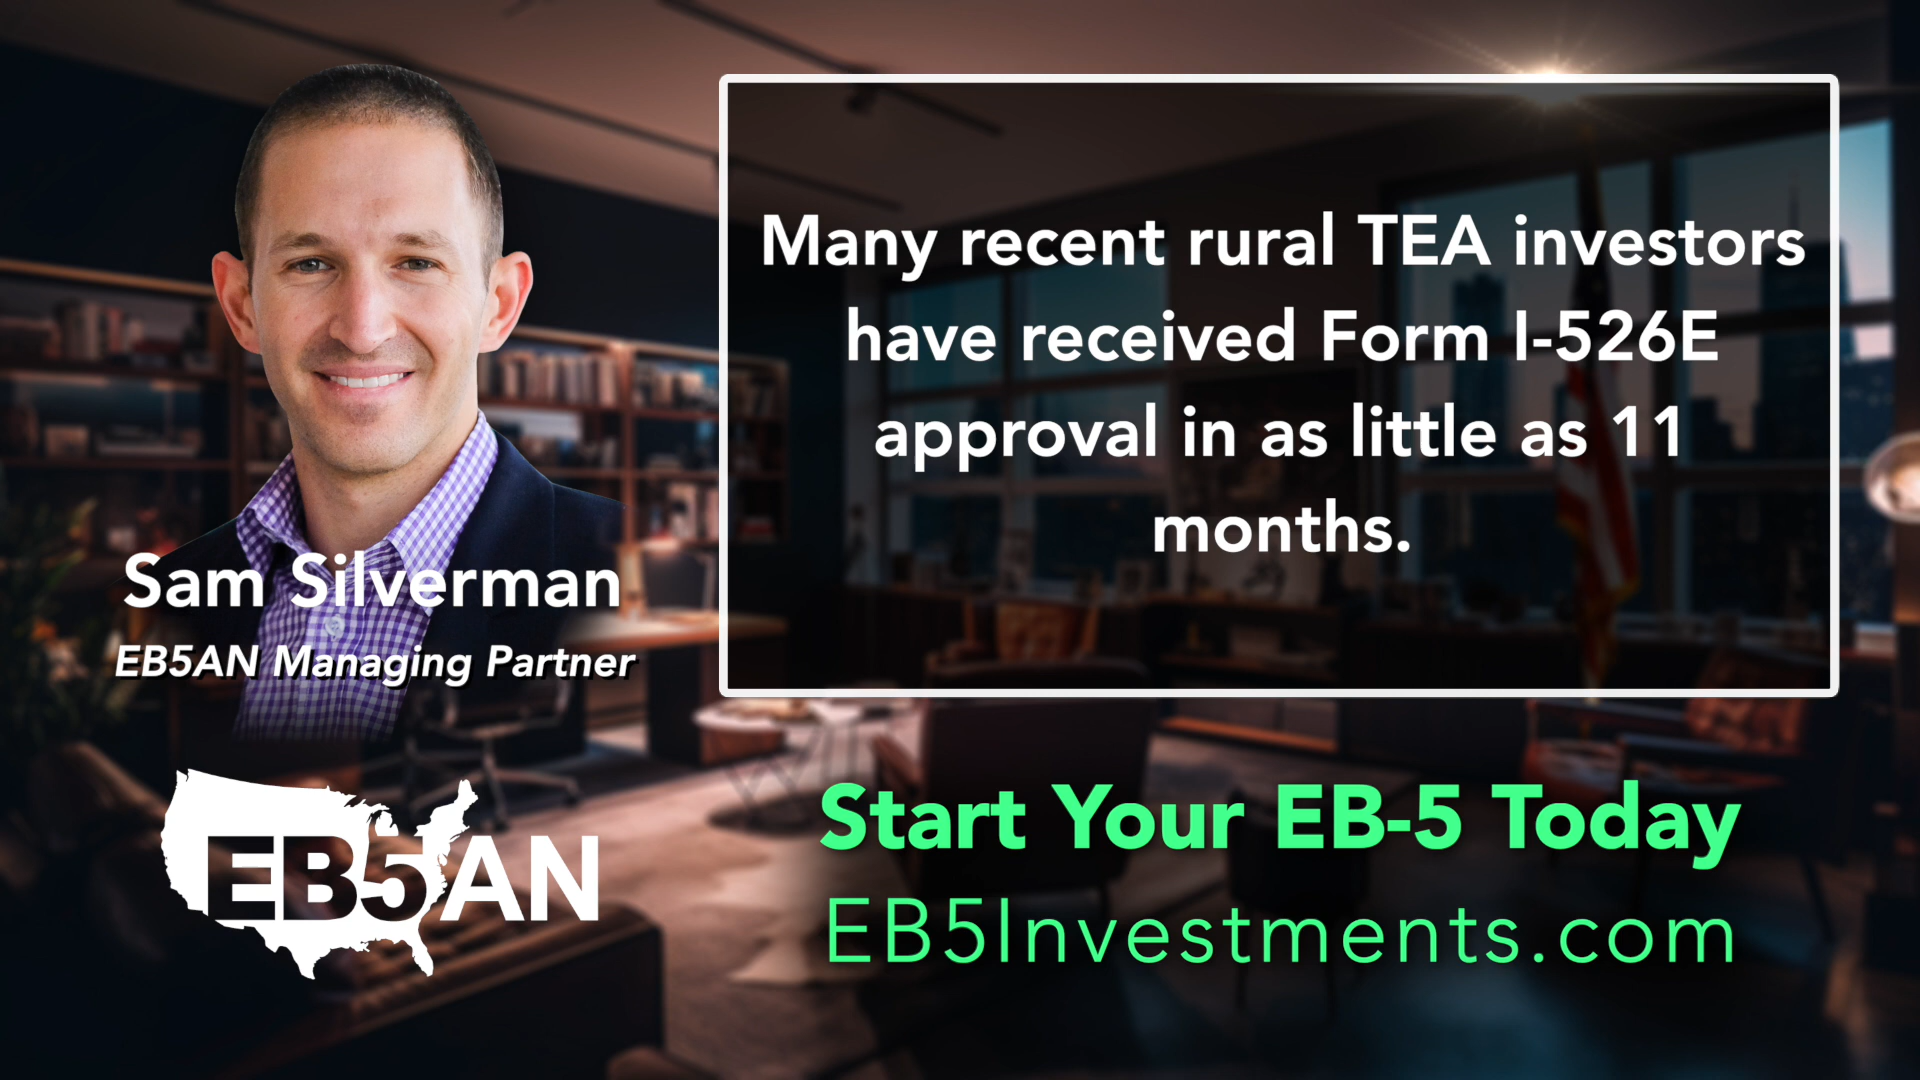 Many recent rural TEA investors
have received Form I-526E
approval in as little as 11
months.
Sam Silverman
EB5AN Managing Partner
EB5AN
Start Your EB-5 Today
EB5Investments.com